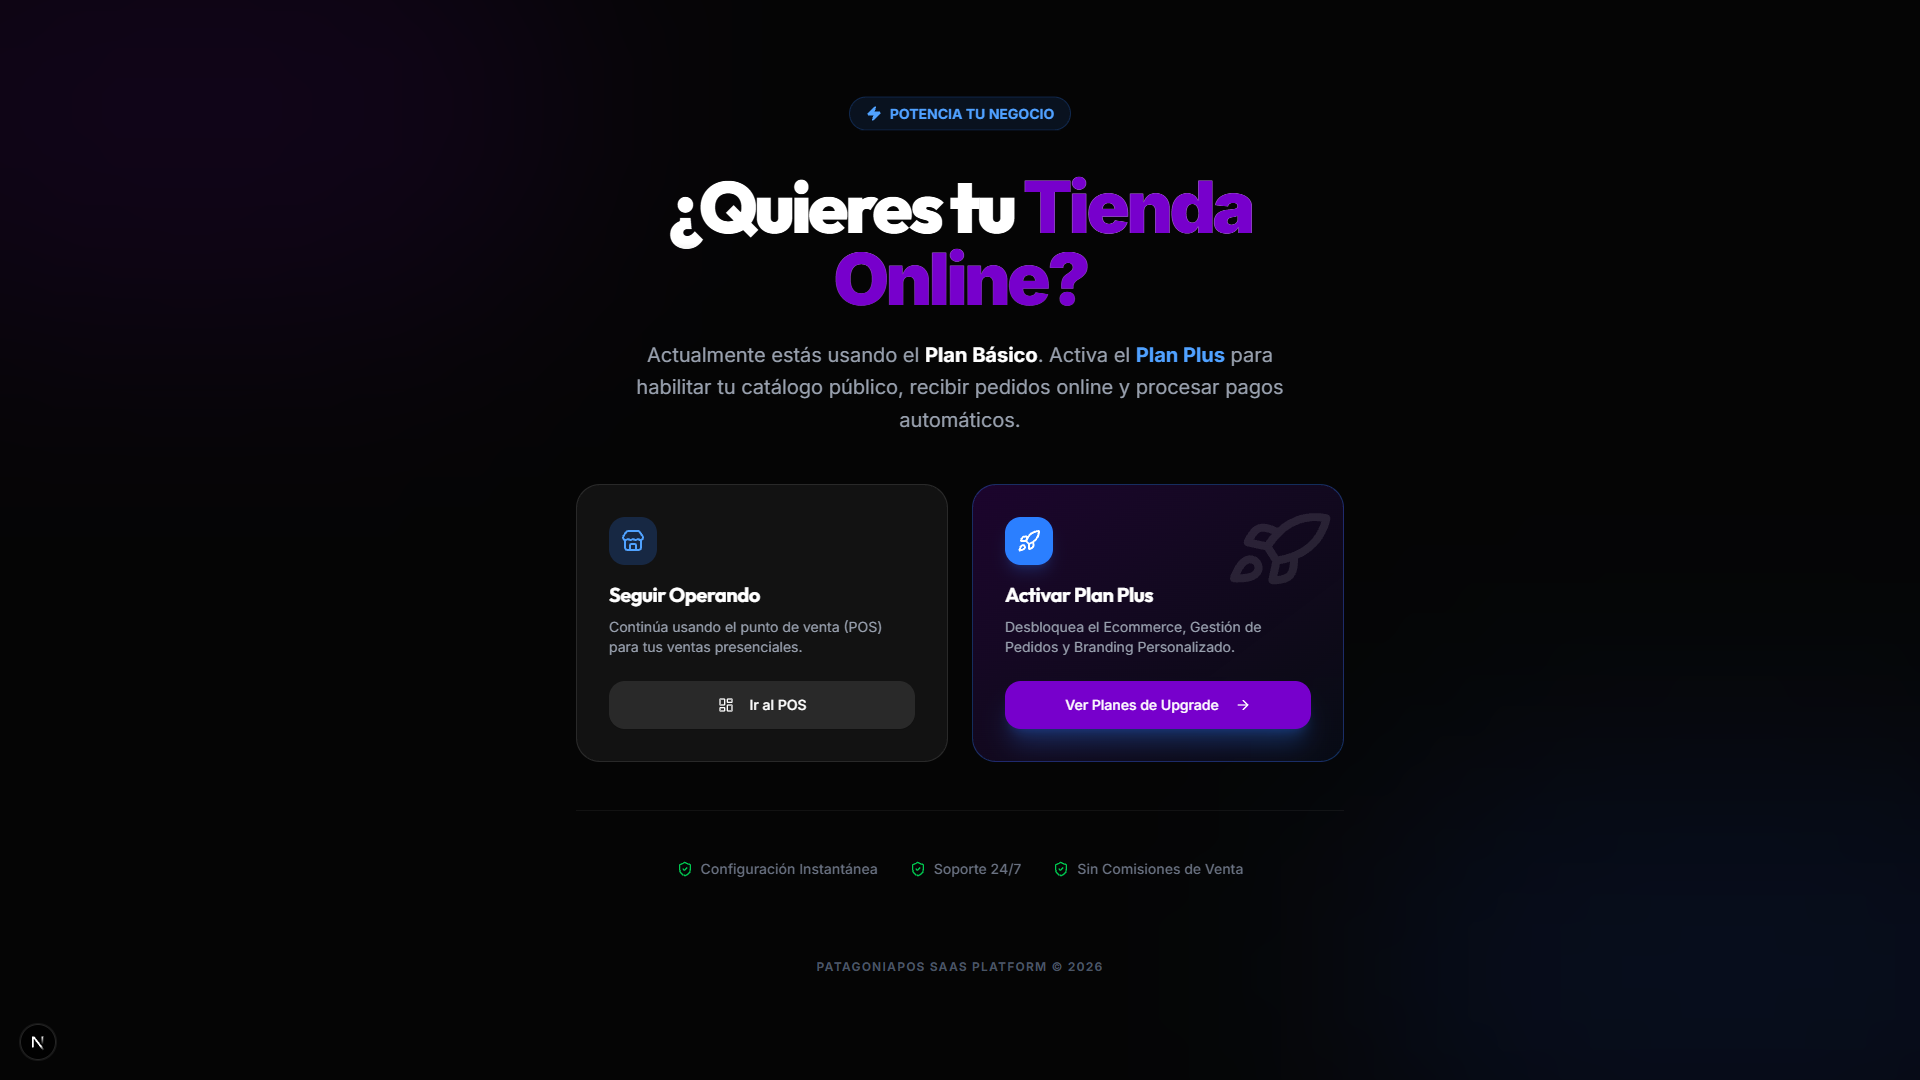 POTENCIA TU NEGOCIO
¿Quieres tu Tienda
Online?
Actualmente estás usando el Plan Básico. Activa el Plan Plus para
habilitar tu catálogo público, recibir pedidos online y procesar pagos
automáticos.
Seguir Operando
Continúa usando el punto de venta (POS)
para tus ventas presenciales.
Ir al POS
Activar Plan Plus
Desbloquea el Ecommerce, Gestión de
Pedidos y Branding Personalizado.
Ver Planes de Upgrade
Configuración Instantánea
Soporte 24/7
Sin Comisiones de Venta
PATAGONIAPOS SAAS PLATFORM © 2026
N